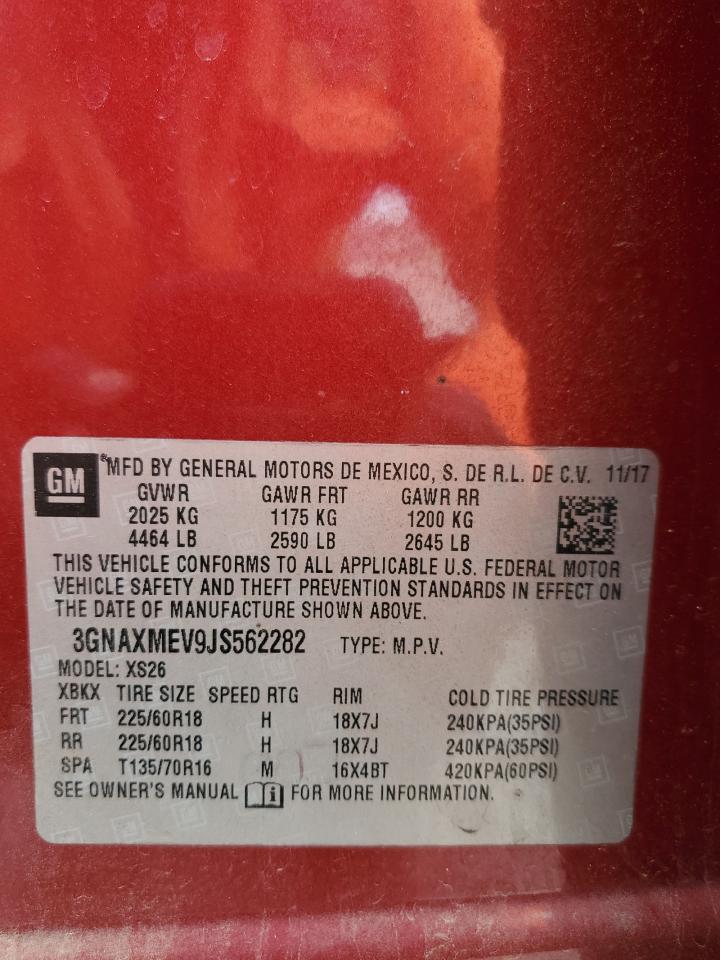 GM ® MFD BY GENERAL MOTORS DE MEXICO, S. DE R.L. DE C.V. 11/17
GVWR GAWR FRT GAWR RR
2025 KG 1175 KG 1200 KG
4464 LB 2590 LB 2645 LB
THIS VEHICLE CONFORMS TO ALL APPLICABLE U.S. FEDERAL MOTOR
VEHICLE SAFETY AND THEFT PREVENTION STANDARDS IN EFFECT ON
THE DATE OF MANUFACTURE SHOWN ABOVE.
3GNAXMEV9JS562282 TYPE: M.P.V.
MODEL: XS26
XBKX TIRE SIZE SPEED RTG RIM COLD TIRE PRESSURE
FRT 225/60R18 H 18X7J 240KPA(35PSI)
RR 225/60R18 H 18X7J 240KPA(35PSI)
SPA T135/70R16 M 16X4BT 420KPA(60PSI)
SEE OWNER'S MANUAL i FOR MORE INFORMATION.